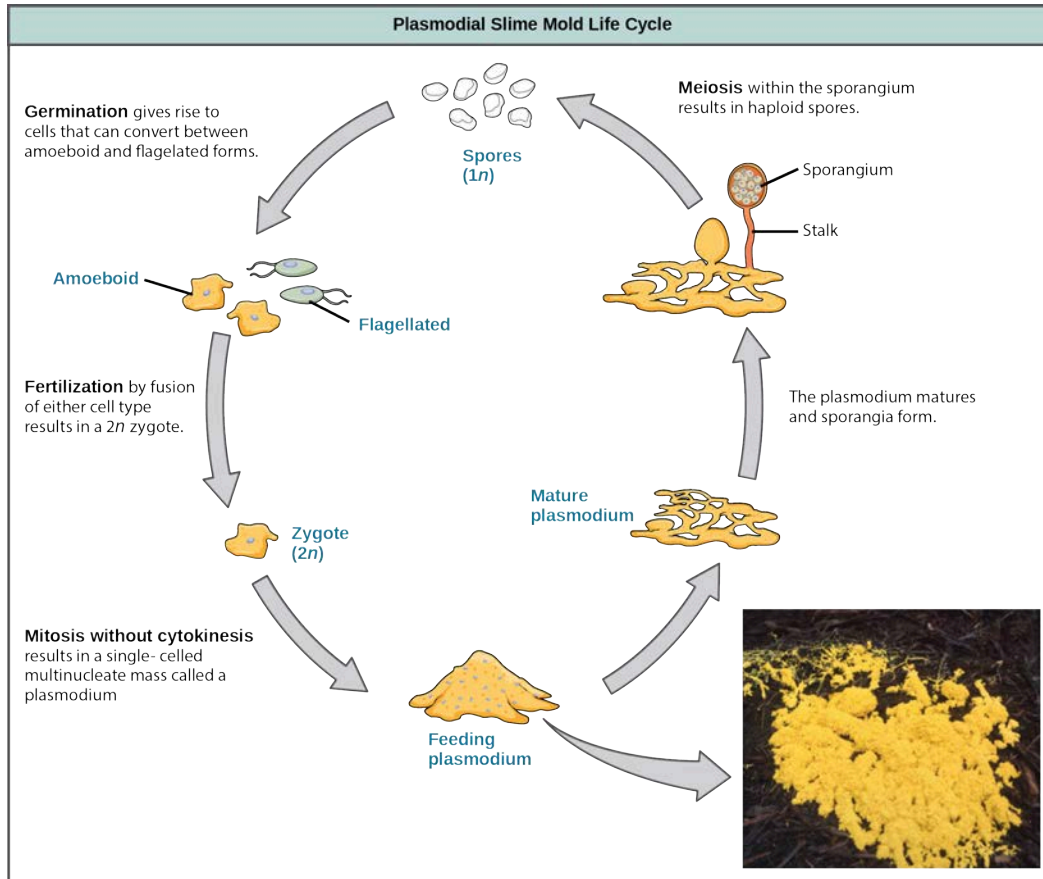 Plasmodial Slime Mold Life Cycle
Germination gives rise to
cells that can convert between
amoeboid and flagelated forms.
Spores
(1n)
Meiosis within the sporangium
results in haploid spores.
Sporangium
Stalk
Amoeboid
Flagellated
Fertilization by fusion
of either cell type
results in a 2n zygote.
The plasmodium matures
and sporangia form.
Zygote
(2n)
Mature
plasmodium
Mitosis without cytokinesis
results in a single- celled
multinucleate mass called a
plasmodium
Feeding
plasmodium